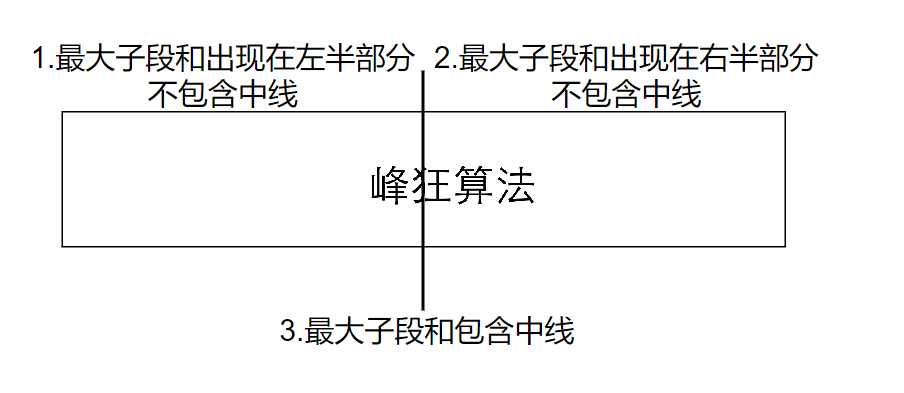 1.最大子段和出现在左半部分
不包含中线
2.最大子段和出现在右半部分
不包含中线
峰狂算法
3.最大子段和包含中线